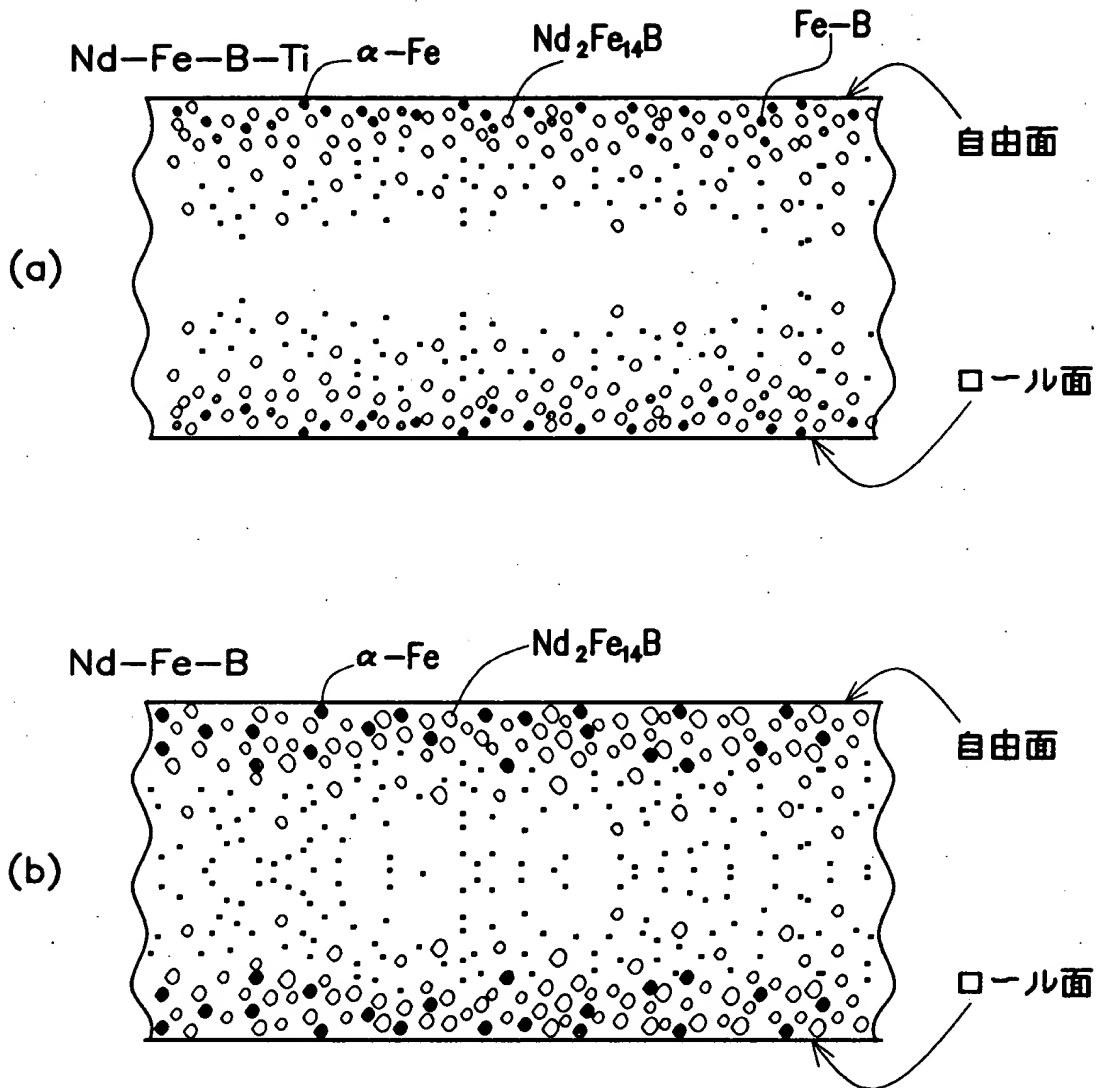 Nd-Fe-B-Ti
α-Fe
Nd₂Fe₁₄B
Fe-B
自由面
(a)
ロール面
Nd-Fe-B
α-Fe
Nd₂Fe₁₄B
自由面
(b)
ロール面